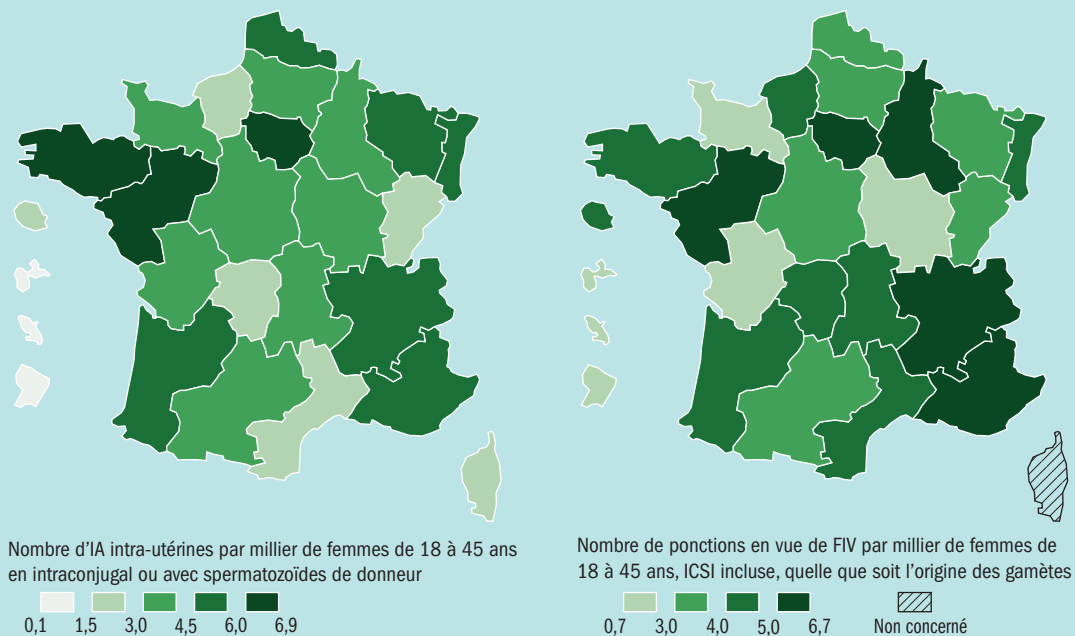 Nombre d'IA intra-utérines par millier de femmes de 18 à 45 ans
en intraconjugal ou avec spermatozoïdes de donneur
0,1 1,5 3,0 4,5 6,0 6,9
Nombre de ponctions en vue de FIV par millier de femmes de
18 à 45 ans, ICSI incluse, quelle que soit l'origine des gamètes
0,7 3,0 4,0 5,0 6,7 Non concerné